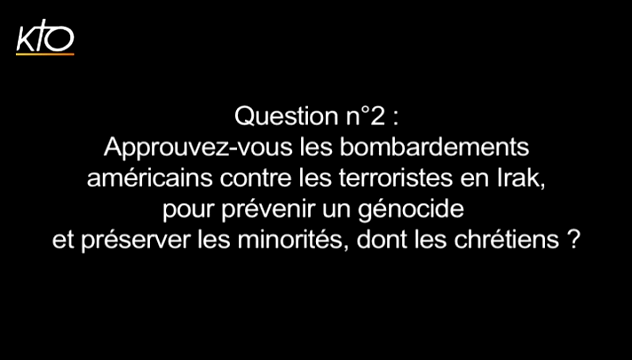 KTO
Question n°2 :
Approuvez-vous les bombardements
américains contre les terroristes en Irak,
pour prévenir un génocide
et préserver les minorités, dont les chrétiens ?